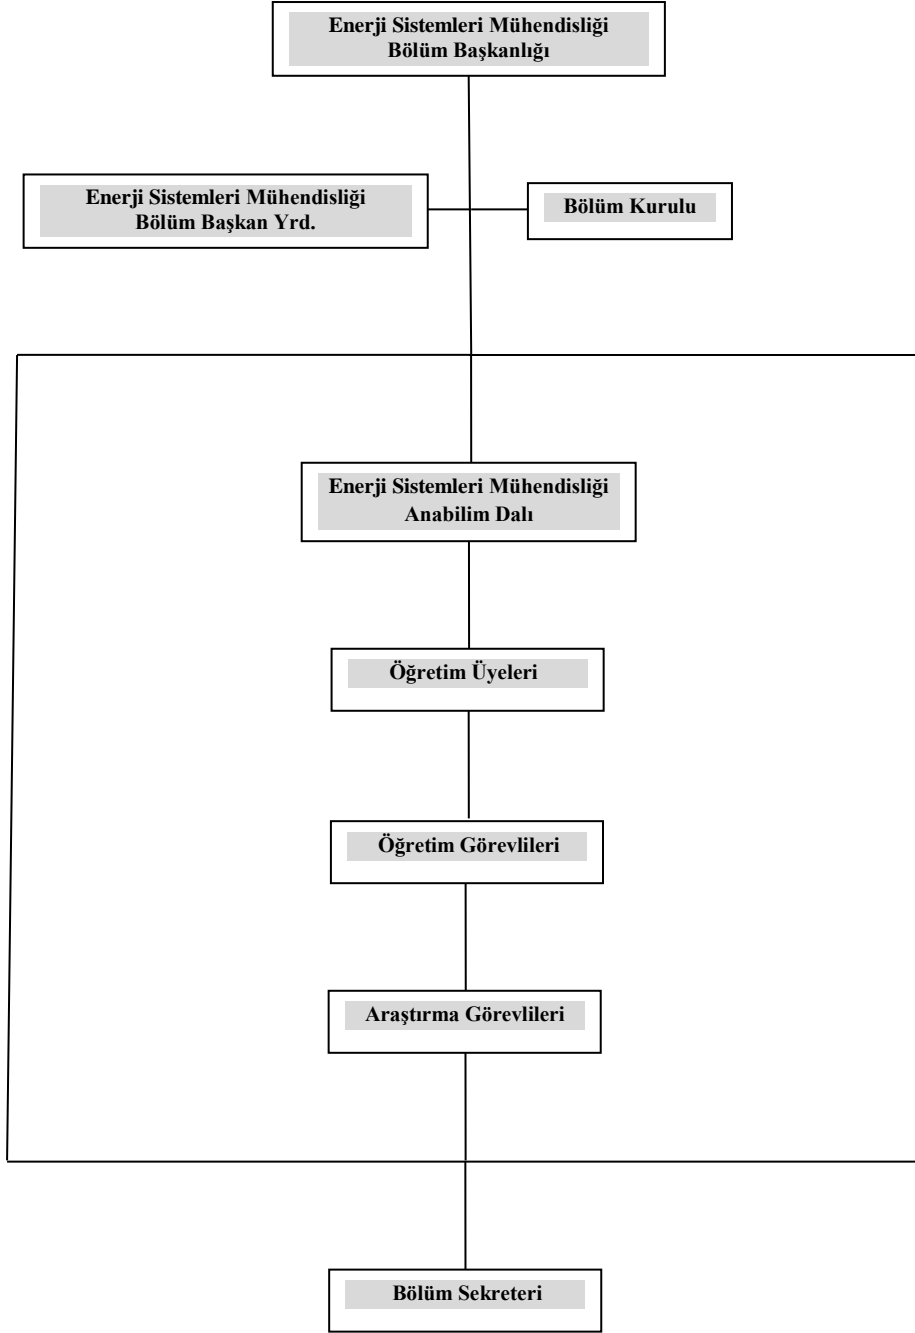 Enerji Sistemleri Mühendisliği
Bölüm Başkanlığı
Enerji Sistemleri Mühendisliği
Bölüm Başkan Yrd.
Bölüm Kurulu
Enerji Sistemleri Mühendisliği
Anabilim Dalı
Öğretim Üyeleri
Öğretim Görevlileri
Araştırma Görevlileri
Bölüm Sekreteri